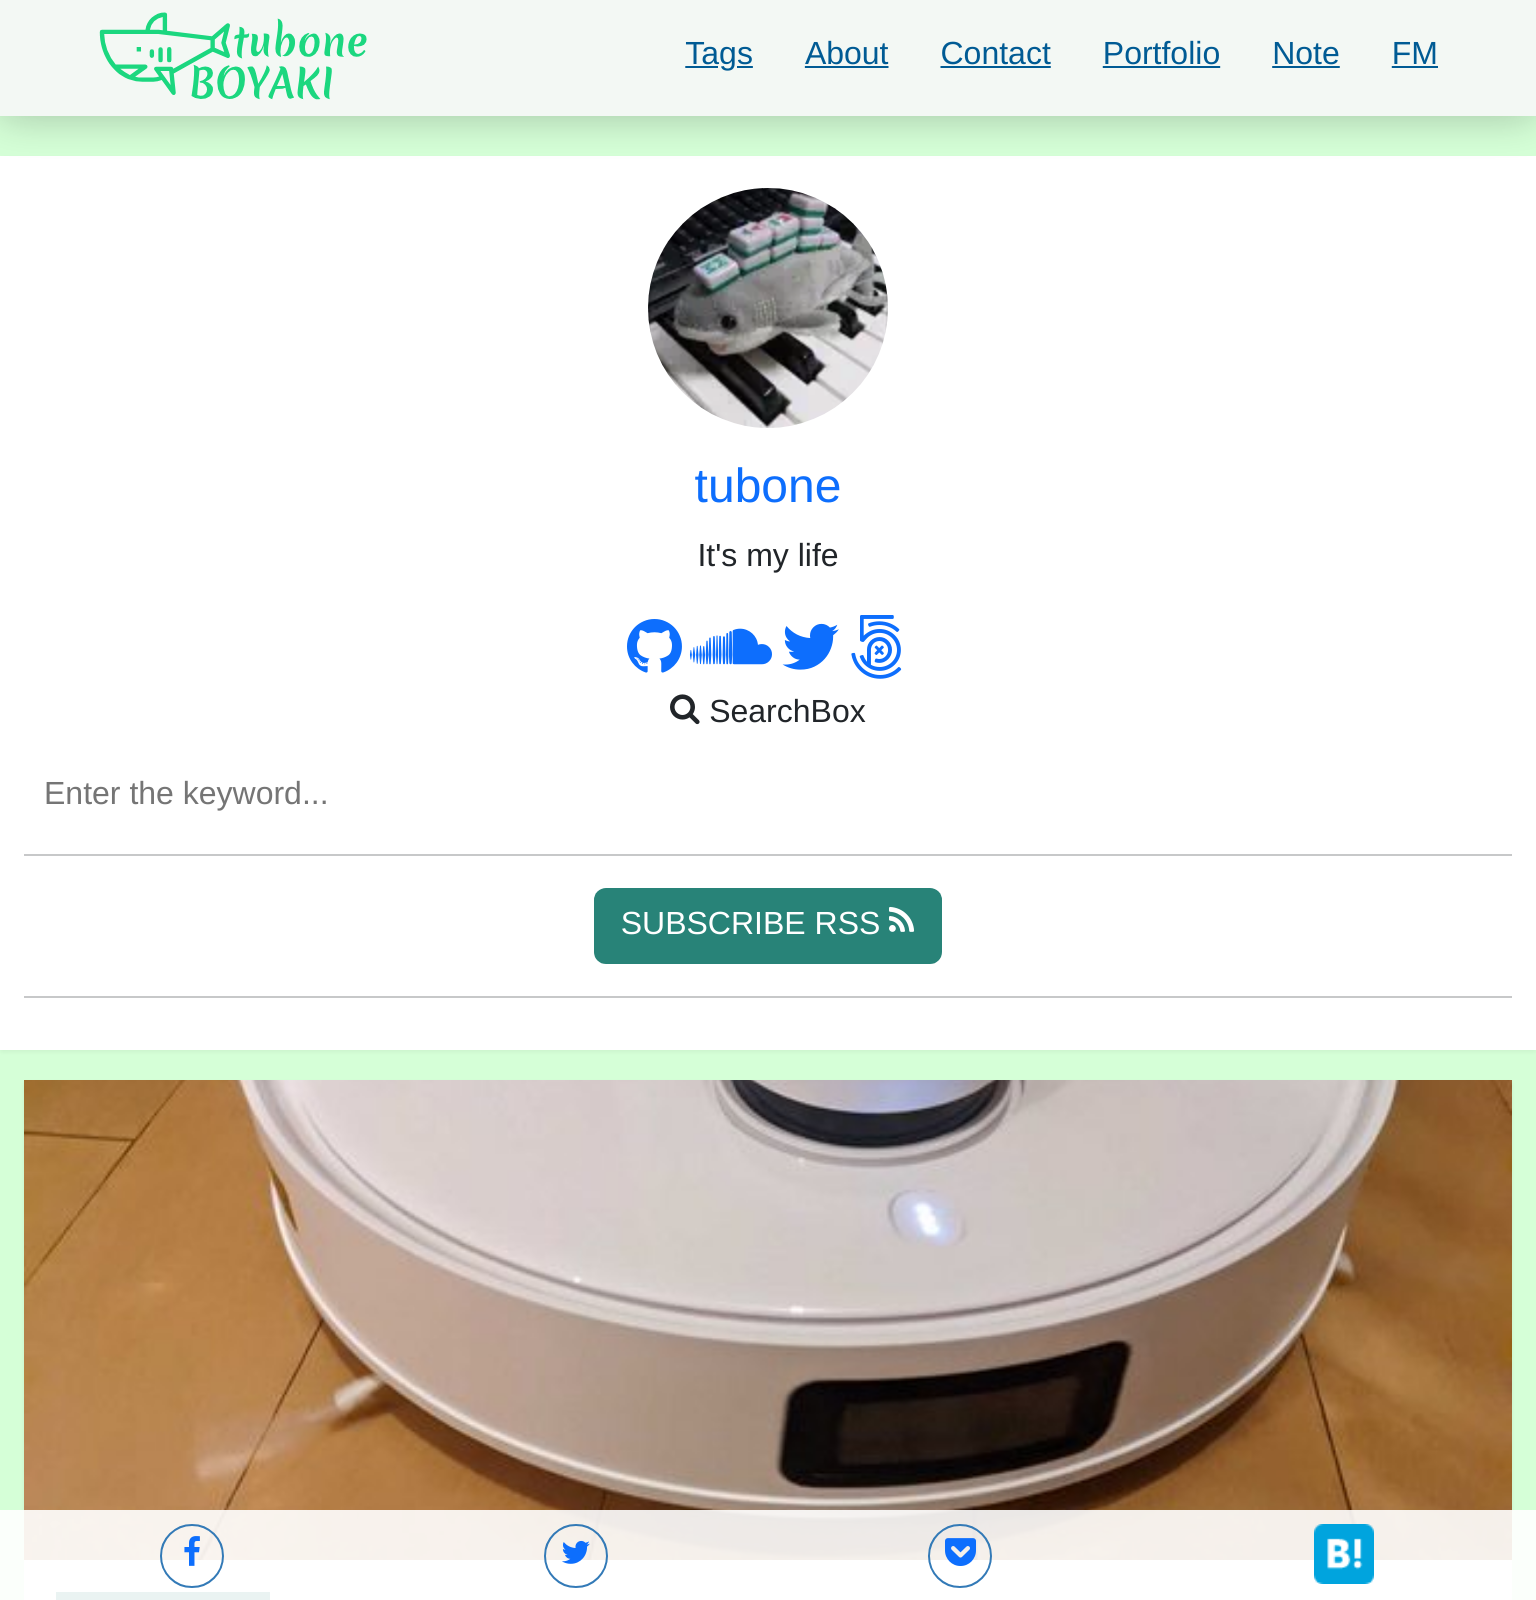 tubone
BOYAKI
Tags About Contact Portfolio Note FM
tubone
It's my life
SearchBox
Enter the keyword...
SUBSCRIBE RSS
B!